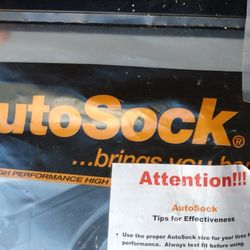 AutoSock®
...brings you ho
HIGH PERFORMANCE HIGH
Attention!!!
AutoSock
Tips for Effectiveness
• Use the proper AutoSock size for your tires f
performance. Always test fit before using.